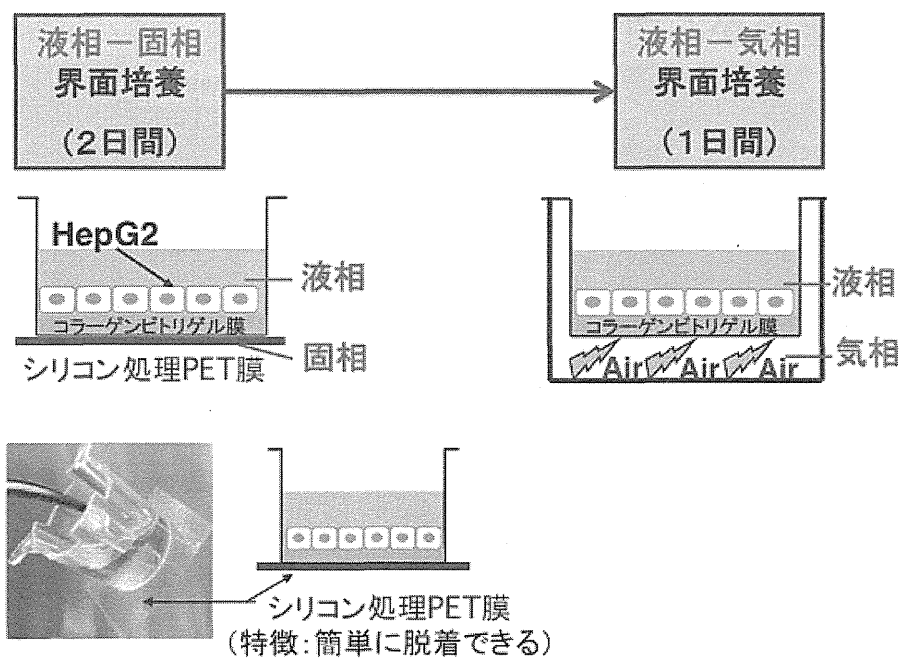 液相－固相
界面培養
（２日間）
液相－気相
界面培養
（１日間）
HepG2
液相
コラーゲンビトリゲル膜
固相
シリコン処理PET膜
液相
コラーゲンビトリゲル膜
気相
Air Air Air
シリコン処理PET膜
（特徴：簡単に脱着できる）